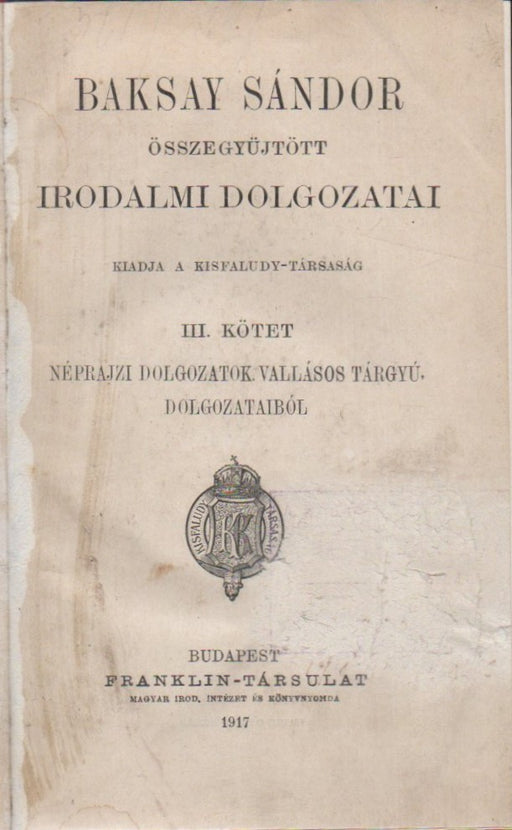 BAKSAY SÁNDOR
ÖSSZEGYÜJTÖTT
IRODALMI DOLGOZATAI
KIADJA A KISFALUDY-TÁRSASÁG
III. KÖTET
NÉPRAJZI DOLGOZATOK. VALLÁSOS TÁRGYÚ
DOLGOZATAIBÓL
KISFALUDY TÁRSASÁG
BUDAPEST
FRANKLIN-TÁRSULAT
MAGYAR IROD. INTÉZET ÉS KÖNYVNYOMDA
1917